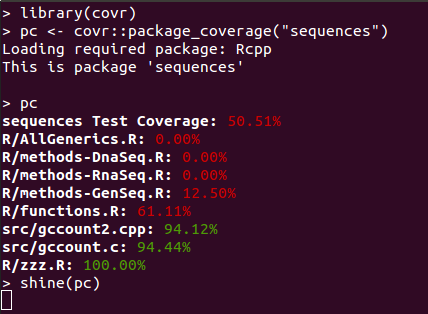 > library(covr)
> pc <- covr::package_coverage("sequences")
Loading required package: Rcpp
This is package 'sequences'
> pc
sequences Test Coverage: 50.51%
R/AllGenerics.R: 0.00%
R/methods-DnaSeq.R: 0.00%
R/methods-RnaSeq.R: 0.00%
R/methods-GenSeq.R: 12.50%
R/functions.R: 61.11%
src/gccount2.cpp: 94.12%
src/gccount.c: 94.44%
R/zzz.R: 100.00%
> shine(pc)